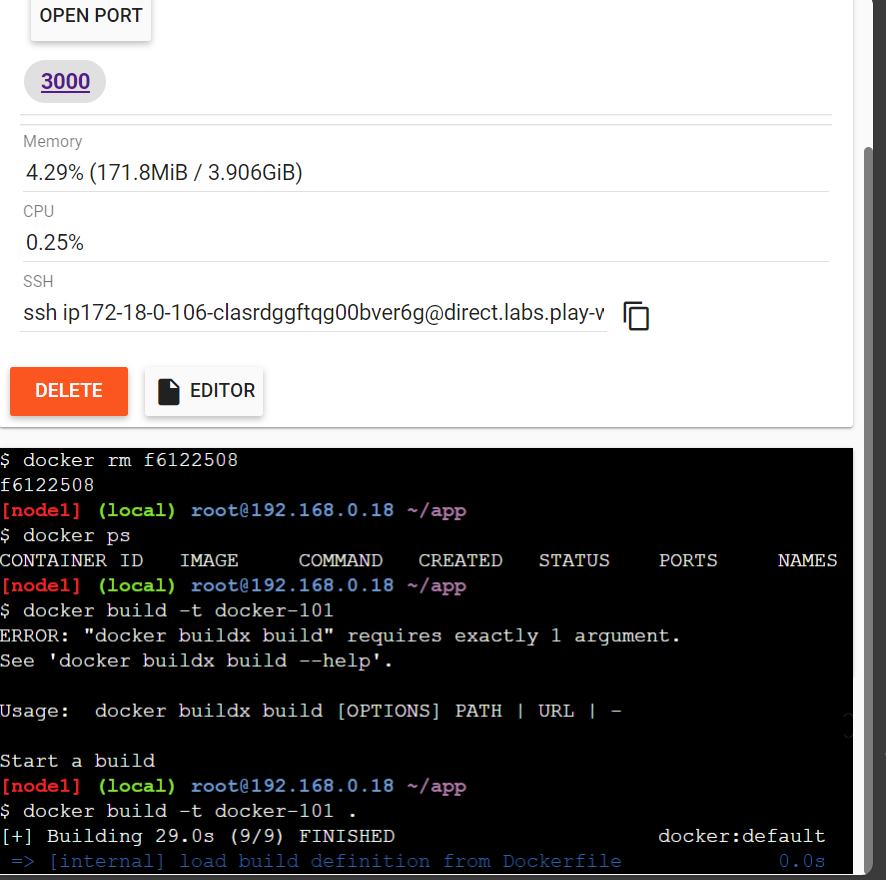 OPEN PORT
3000
Memory
4.29% (171.8MiB / 3.906GiB)
CPU
0.25%
SSH
ssh ip172-18-0-106-clasrdggftqg00bver6g@direct.labs.play-w
DELETE
EDITOR
$ docker rm f6122508
f6122508
[node1] (local) root@192.168.0.18 ~/app
$ docker ps
CONTAINER ID   IMAGE     COMMAND   CREATED   STATUS    PORTS     NAMES
[node1] (local) root@192.168.0.18 ~/app
$ docker build -t docker-101
ERROR: "docker buildx build" requires exactly 1 argument.
See 'docker buildx build --help'.
Usage:  docker buildx build [OPTIONS] PATH | URL | -
Start a build
[node1] (local) root@192.168.0.18 ~/app
$ docker build -t docker-101 .
[+] Building 29.0s (9/9) FINISHED docker:default
=> [internal] load build definition from Dockerfile 0.0s